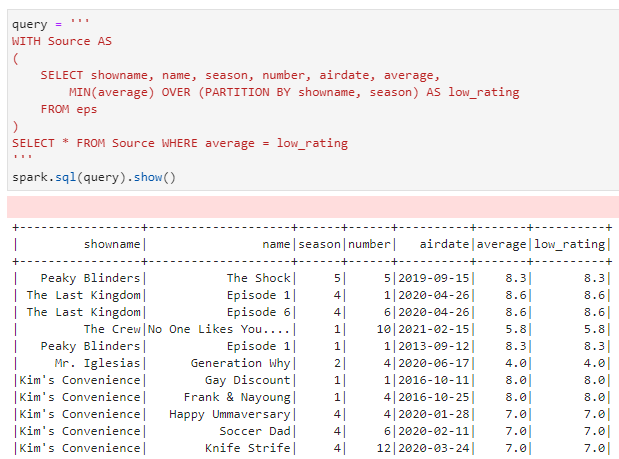 query = '''
WITH Source AS
(
    SELECT showname, name, season, number, airdate, average,
        MIN(average) OVER (PARTITION BY showname, season) AS low_rating
    FROM eps
)
SELECT * FROM Source WHERE average = low_rating
'''
spark.sql(query).show()
+----------------+--------------------+------+------+----------+-------+----------+
|        showname|                name|season|number|   airdate|average|low_rating|
+----------------+--------------------+------+------+----------+-------+----------+
|  Peaky Blinders|           The Shock|     5|     5|2019-09-15|    8.3|       8.3|
|The Last Kingdom|           Episode 1|     4|     1|2020-04-26|    8.6|       8.6|
|The Last Kingdom|           Episode 6|     4|     6|2020-04-26|    8.6|       8.6|
|        The Crew|No One Likes You....|     1|    10|2021-02-15|    5.8|       5.8|
|  Peaky Blinders|           Episode 1|     1|     1|2013-09-12|    8.3|       8.3|
|    Mr. Iglesias|      Generation Why|     2|     4|2020-06-17|    4.0|       4.0|
|Kim's Convenience|        Gay Discount|     1|     1|2016-10-11|    8.0|       8.0|
|Kim's Convenience|     Frank & Nayoung|     1|     4|2016-10-25|    8.0|       8.0|
|Kim's Convenience|   Happy Ummaversary|     4|     4|2020-01-28|    7.0|       7.0|
|Kim's Convenience|          Soccer Dad|     4|     6|2020-02-11|    7.0|       7.0|
|Kim's Convenience|        Knife Strife|     4|    12|2020-03-24|    7.0|       7.0|